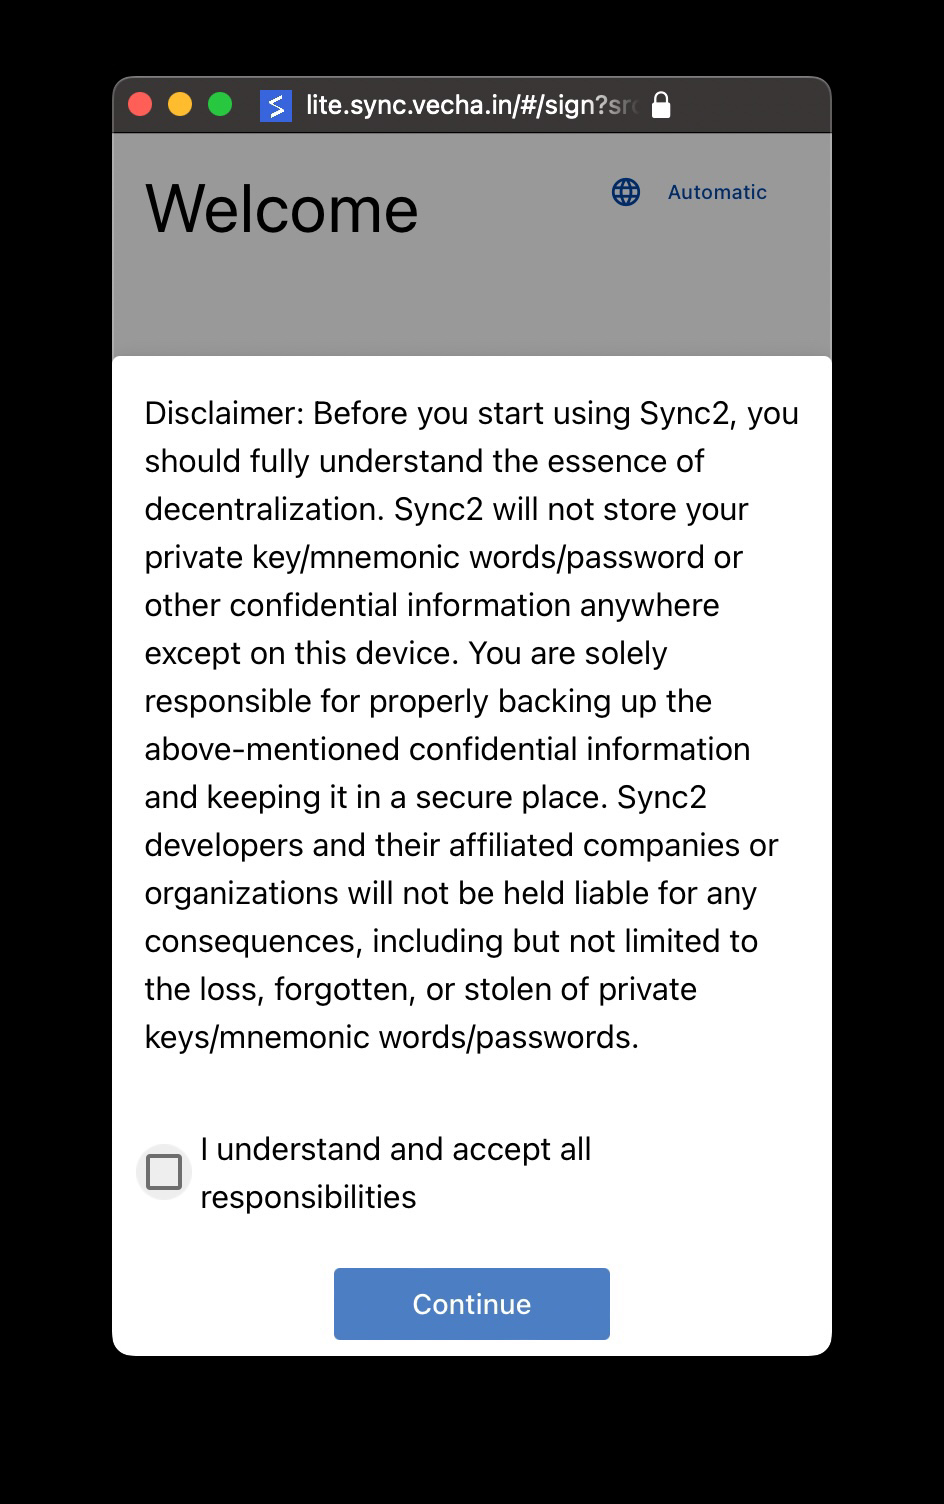 lite.sync.vecha.in/#/sign?src
Welcome
Automatic
Disclaimer: Before you start using Sync2, you
should fully understand the essence of
decentralization. Sync2 will not store your
private key/mnemonic words/password or
other confidential information anywhere
except on this device. You are solely
responsible for properly backing up the
above-mentioned confidential information
and keeping it in a secure place. Sync2
developers and their affiliated companies or
organizations will not be held liable for any
consequences, including but not limited to
the loss, forgotten, or stolen of private
keys/mnemonic words/passwords.
I understand and accept all
responsibilities
Continue